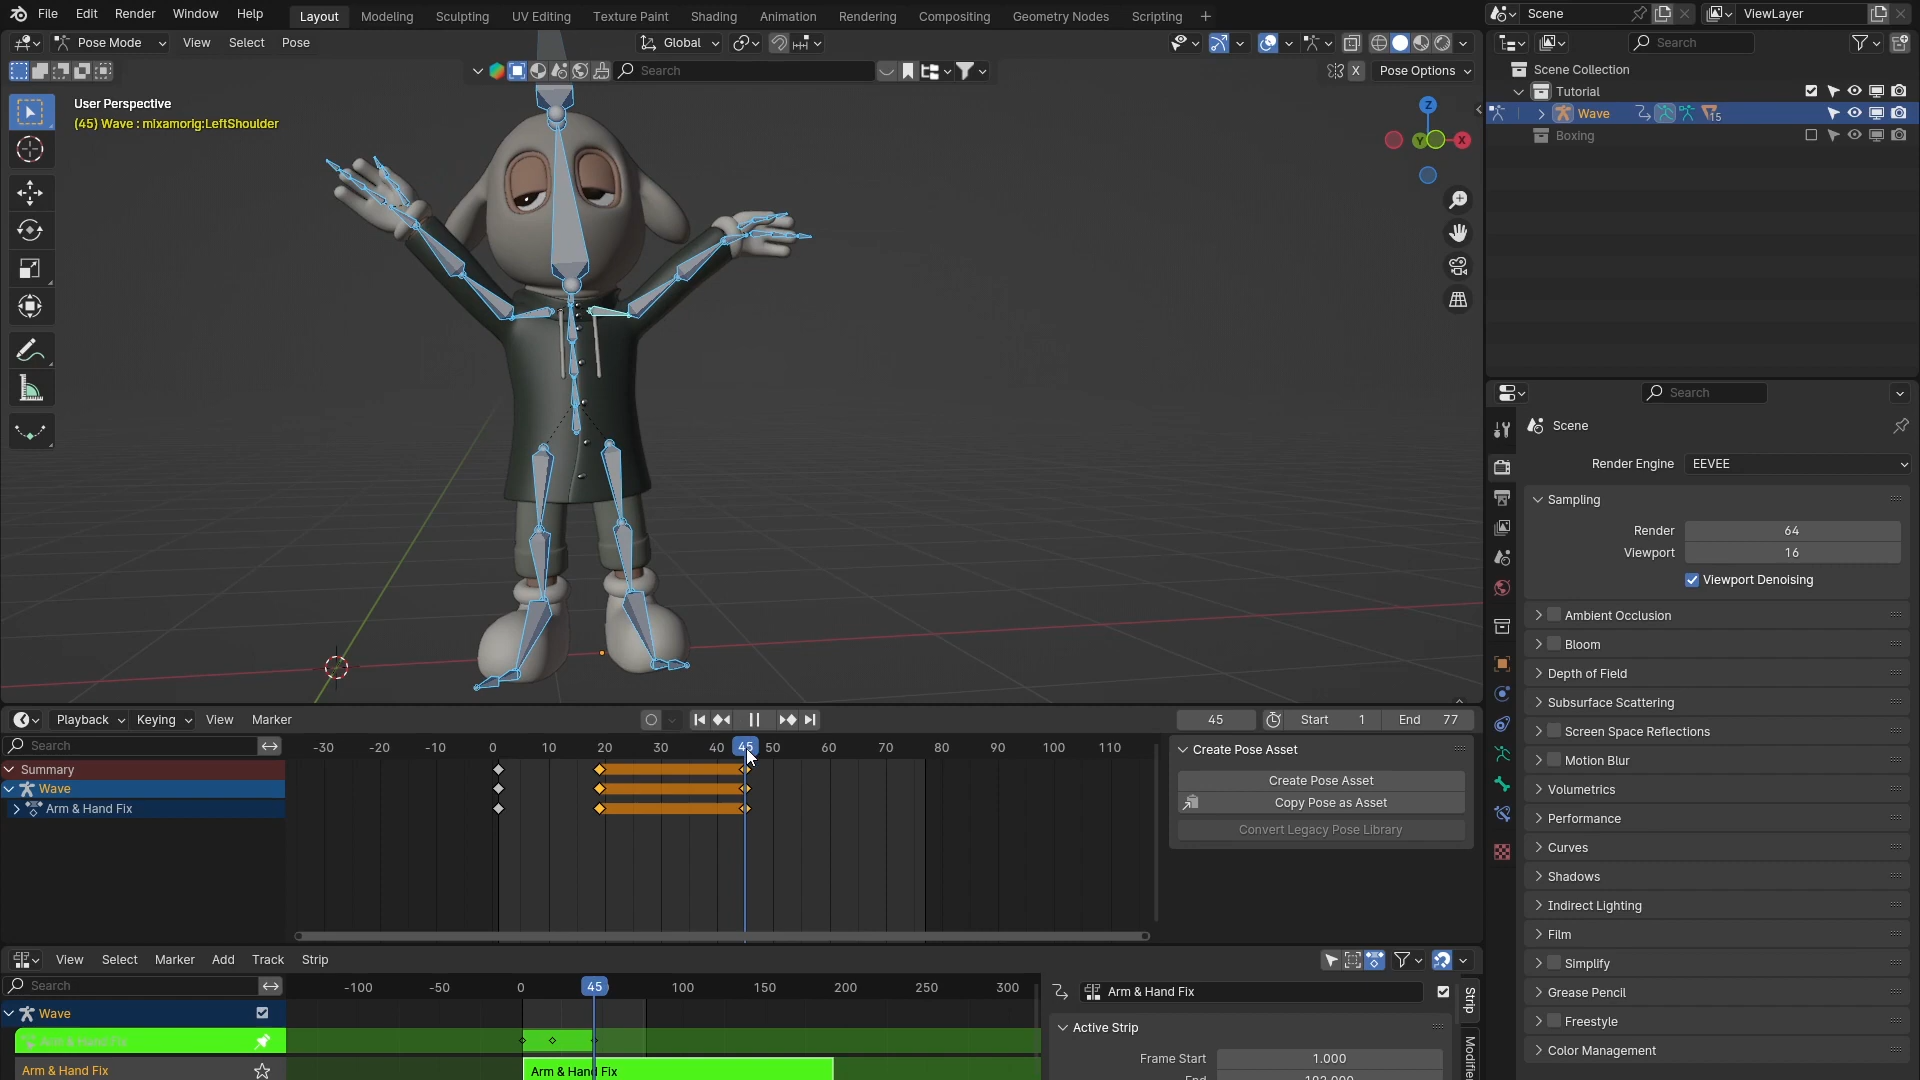 File Edit Render Window Help Layout Modeling Sculpting UV Editing Texture Paint Shading Animation Rendering Compositing Geometry Nodes Scripting + Scene ViewLayer
Pose Mode View Select Pose Global Search
Search X Pose Options
Scene Collection
Tutorial
Wave 15
Boxing
User Perspective
(45) Wave : mixamorig:LeftShoulder
Z
Y X
Search
Scene
Render Engine EEVEE
Sampling
Render 64
Viewport 16
Viewport Denoising
Ambient Occlusion
Bloom
Depth of Field
Subsurface Scattering
Screen Space Reflections
Motion Blur
Volumetrics
Performance
Curves
Shadows
Indirect Lighting
Film
Simplify
Grease Pencil
Freestyle
Color Management
Playback Keying View Marker 45 Start 1 End 77
Search -30 -20 -10 0 10 20 30 40 45 50 60 70 80 90 100 110
Summary
Wave
Arm & Hand Fix
Create Pose Asset
Create Pose Asset
Copy Pose as Asset
Convert Legacy Pose Library
View Select Marker Add Track Strip
Search -100 -50 0 45 100 150 200 250 300
Wave
Arm & Hand Fix
Arm & Hand Fix Arm & Hand Fix
Arm & Hand Fix
Active Strip
Frame Start 1.000
Strip